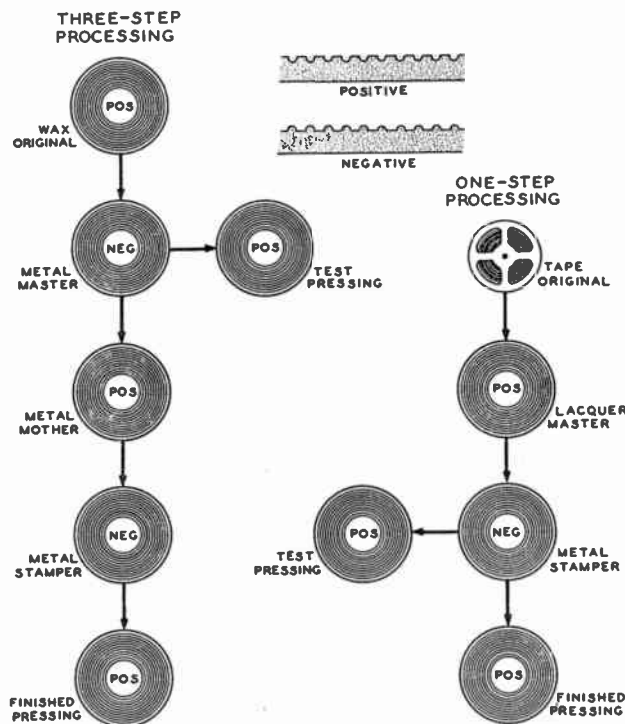 THREE-STEP
PROCESSING
POS
WAX
ORIGINAL
NEG
METAL
MASTER
POS
TEST
PRESSING
POS
METAL
MOTHER
NEG
METAL
STAMPER
POS
FINISHED
PRESSING
POSITIVE
NEGATIVE
ONE-STEP
PROCESSING
TAPE
ORIGINAL
POS
LACQUER
MASTER
NEG
METAL
STAMPER
POS
TEST
PRESSING
POS
FINISHED
PRESSING